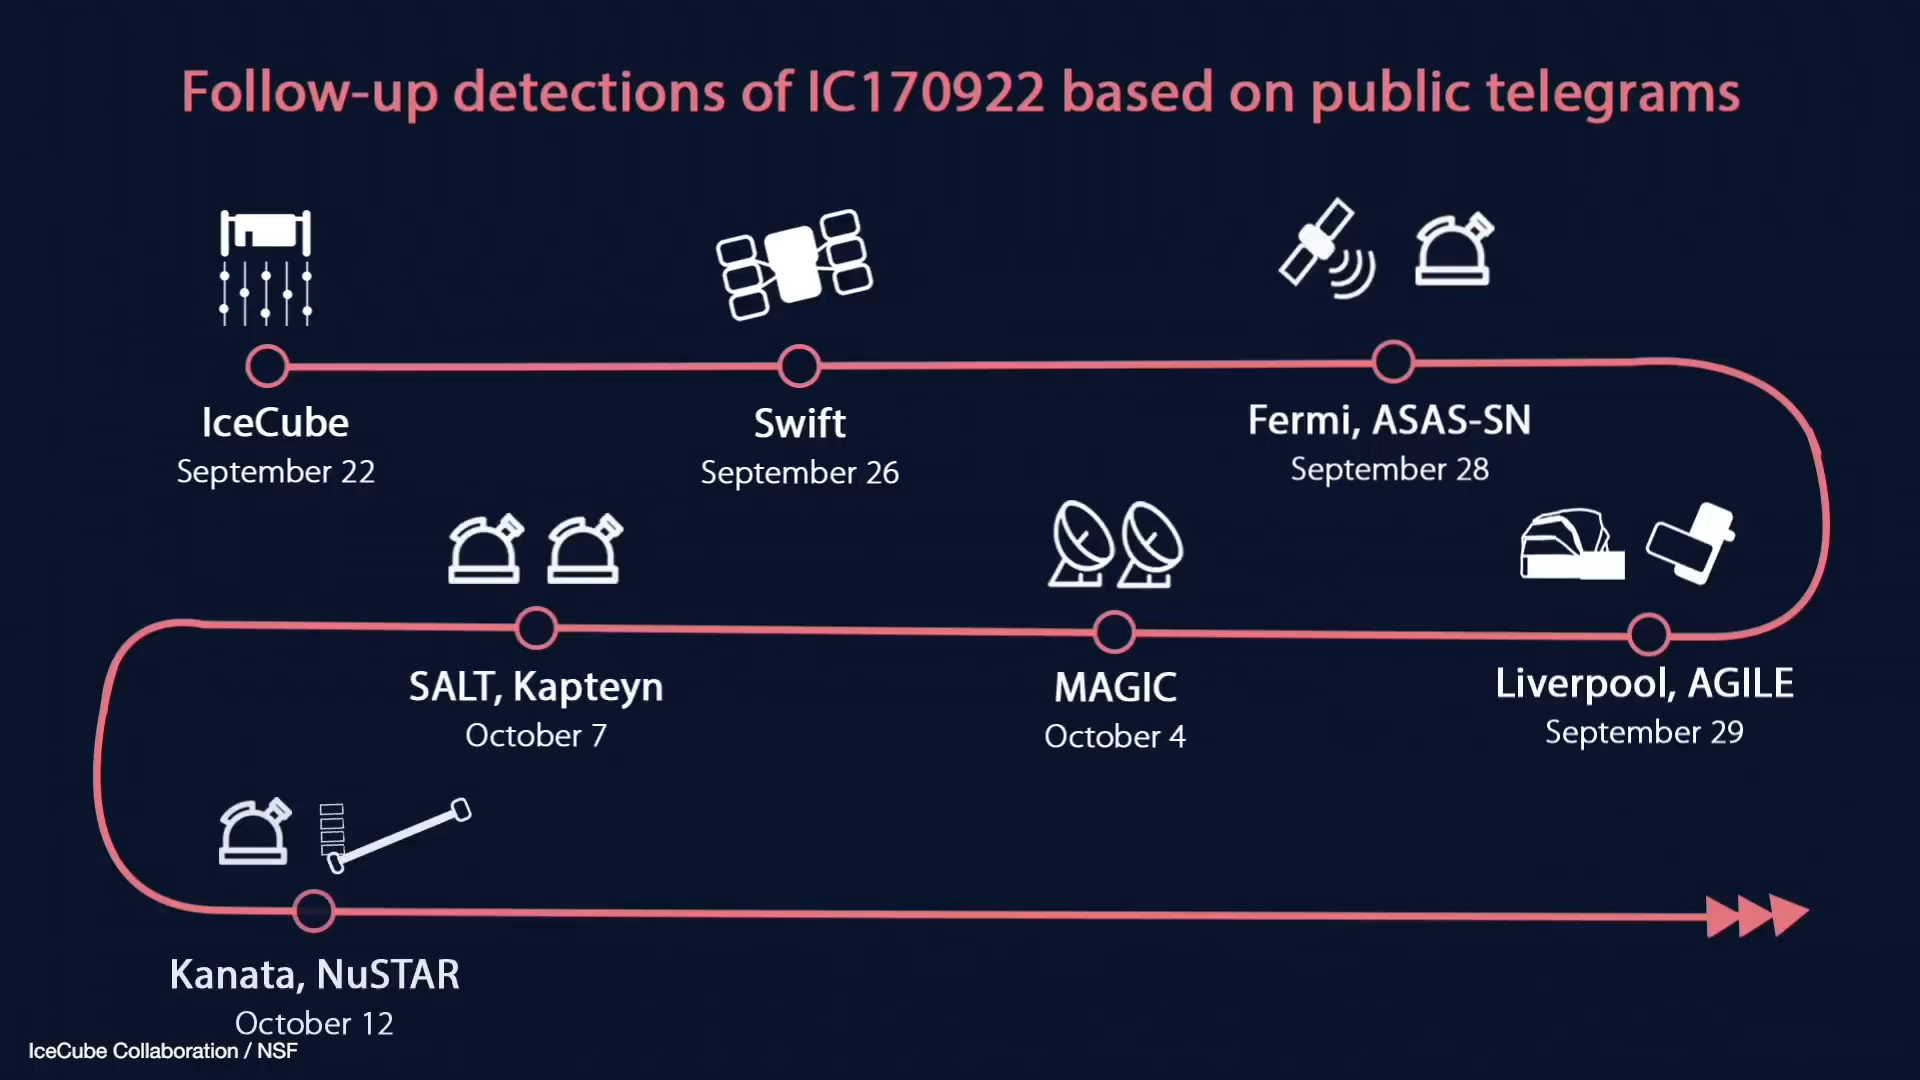 Follow-up detections of IC170922 based on public telegrams
IceCube
September 22
Swift
September 26
Fermi, ASAS-SN
September 28
Liverpool, AGILE
September 29
MAGIC
October 4
SALT, Kapteyn
October 7
Kanata, NuSTAR
October 12
IceCube Collaboration / NSF